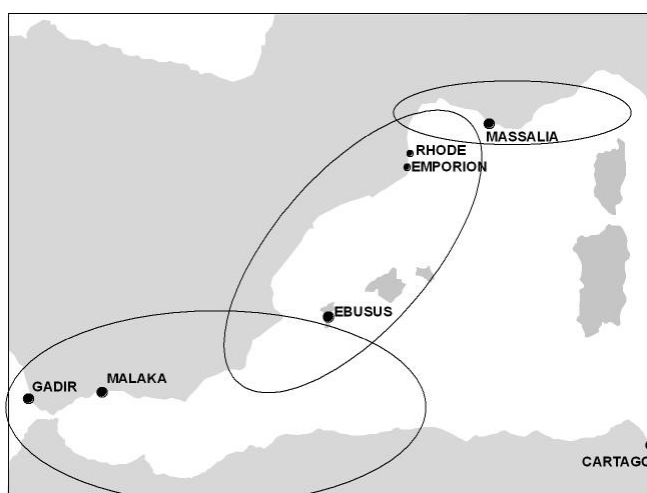 MASSALIA
RHODE
EMPORION
EBUSUS
MALAKA
GADIR
CARTAGO